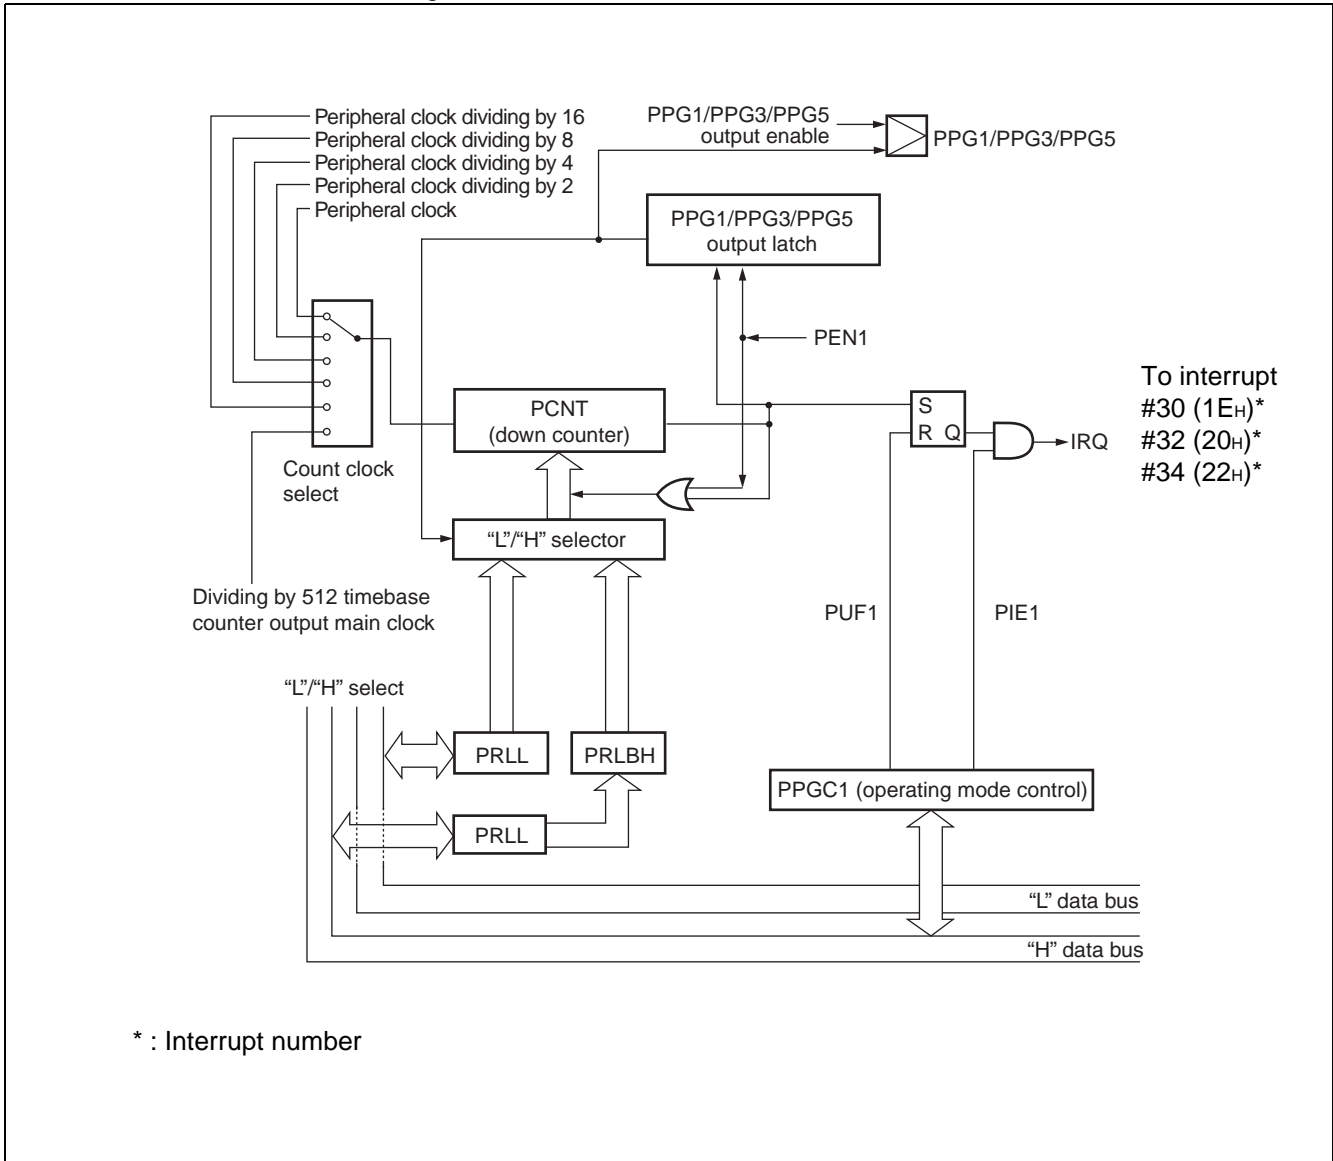 Peripheral clock dividing by 16
Peripheral clock dividing by 8
Peripheral clock dividing by 4
Peripheral clock dividing by 2
Peripheral clock
PPG1/PPG3/PPG5
output enable
PPG1/PPG3/PPG5
PPG1/PPG3/PPG5
output latch
PEN1
PCNT
(down counter)
Count clock
select
S
R Q
IRQ
To interrupt
#30 (1EH)*
#32 (20H)*
#34 (22H)*
“L”/“H” selector
Dividing by 512 timebase
counter output main clock
PUF1
PIE1
“L”/“H” select
PRLL
PRLBH
PRLL
PPGC1 (operating mode control)
“L” data bus
“H” data bus
* : Interrupt number